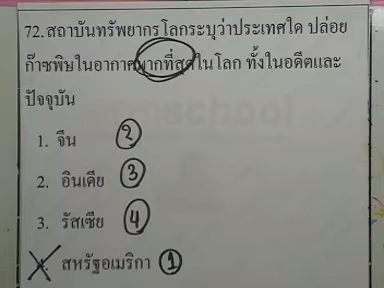 72. สถาบันทรัพยากรโลกระบุว่าประเทศใด ปล่อย
ก๊าซพิษในอากาศมากที่สุดในโลก ทั้งในอดีตและ
ปัจจุบัน
1. จีน ②
2. อินเดีย ③
3. รัสเซีย ④
สหรัฐอเมริกา ①